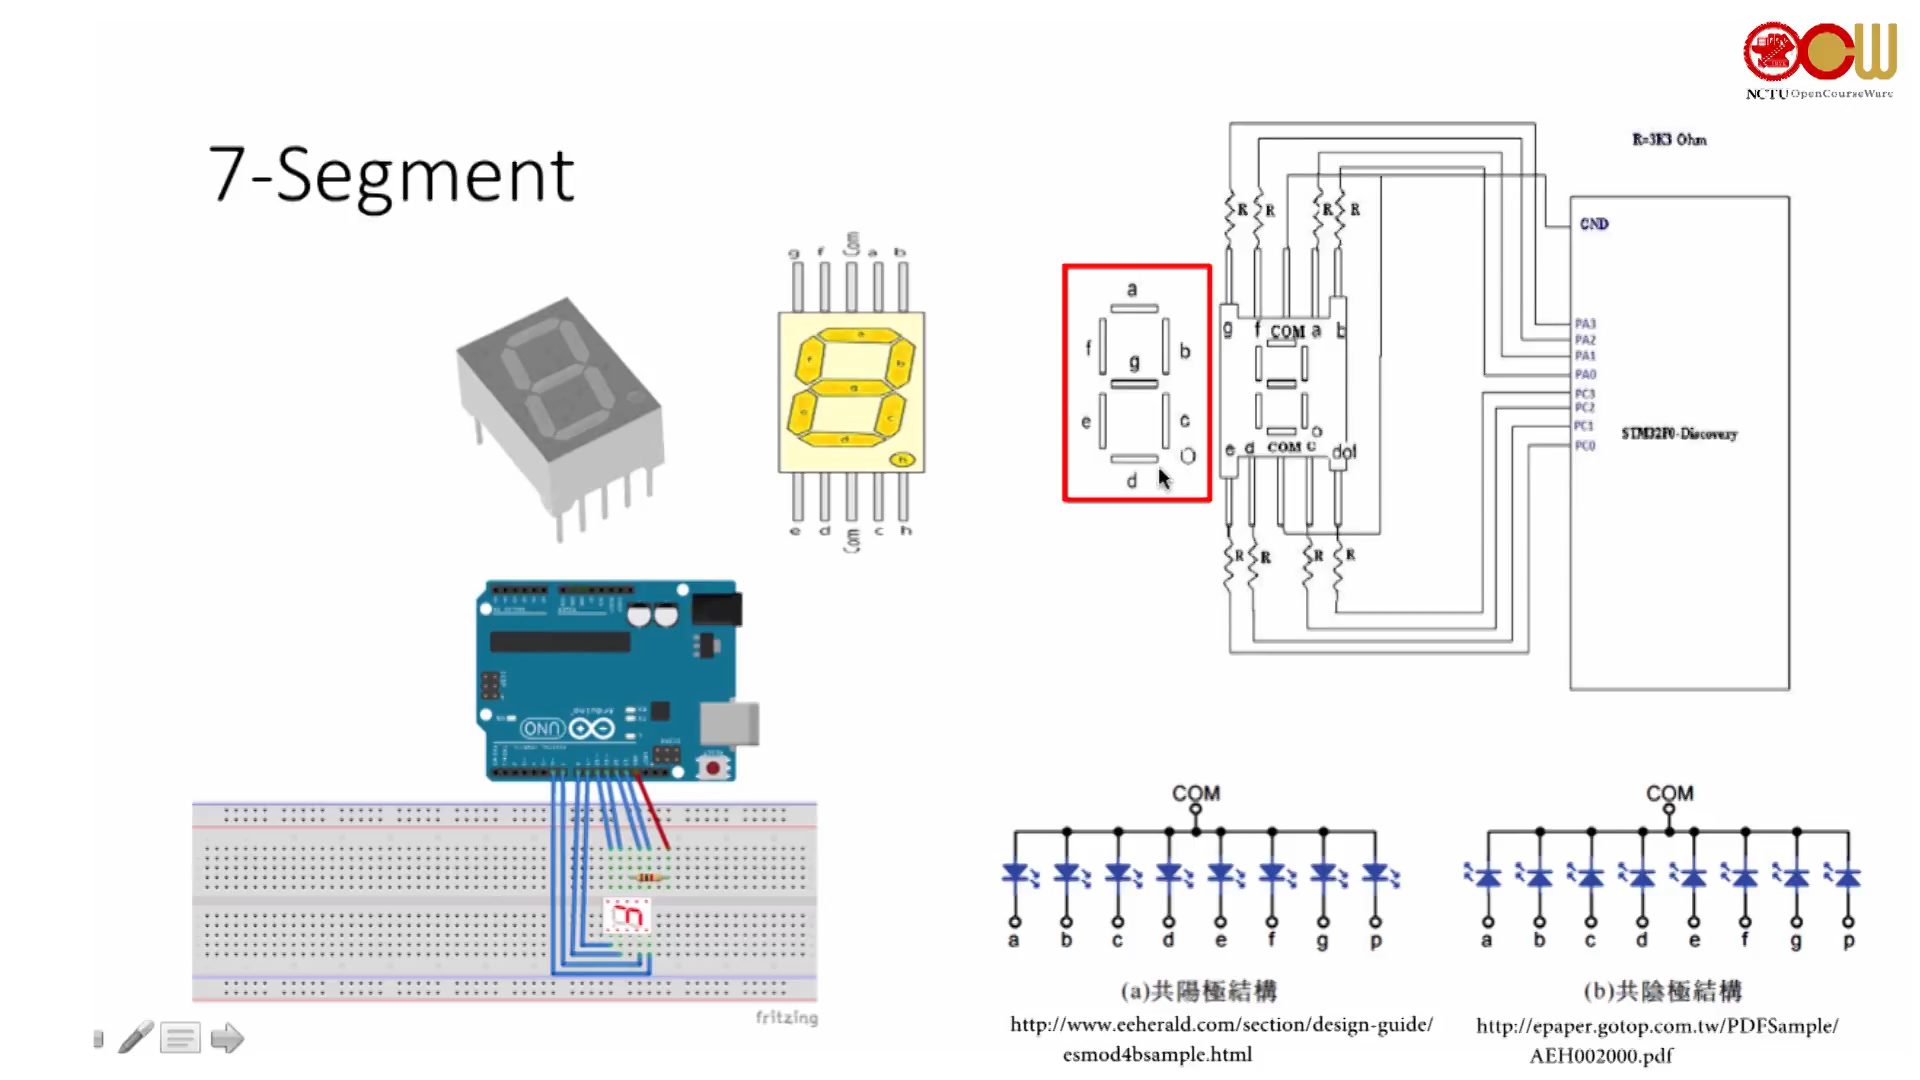 NCTU OpenCourseWare
7-Segment
R=3K3 Ohm
g f Com a b
e d Com c h
a
f
b
g
e
c
d
R R R R
g f COM a b
e d COM C dot
R R R R
GND
PA3
PA2
PA1
PA0
PC3
PC2
PC1
PC0
STM32F0-Discovery
Arduino
UNO
fritzing
COM
a b c d e f g p
(a)共陽極結構
http://www.eeherald.com/section/design-guide/
esmod4bsample.html
COM
a b c d e f g p
(b)共陰極結構
http://epaper.gotop.com.tw/PDFSample/
AEH002000.pdf